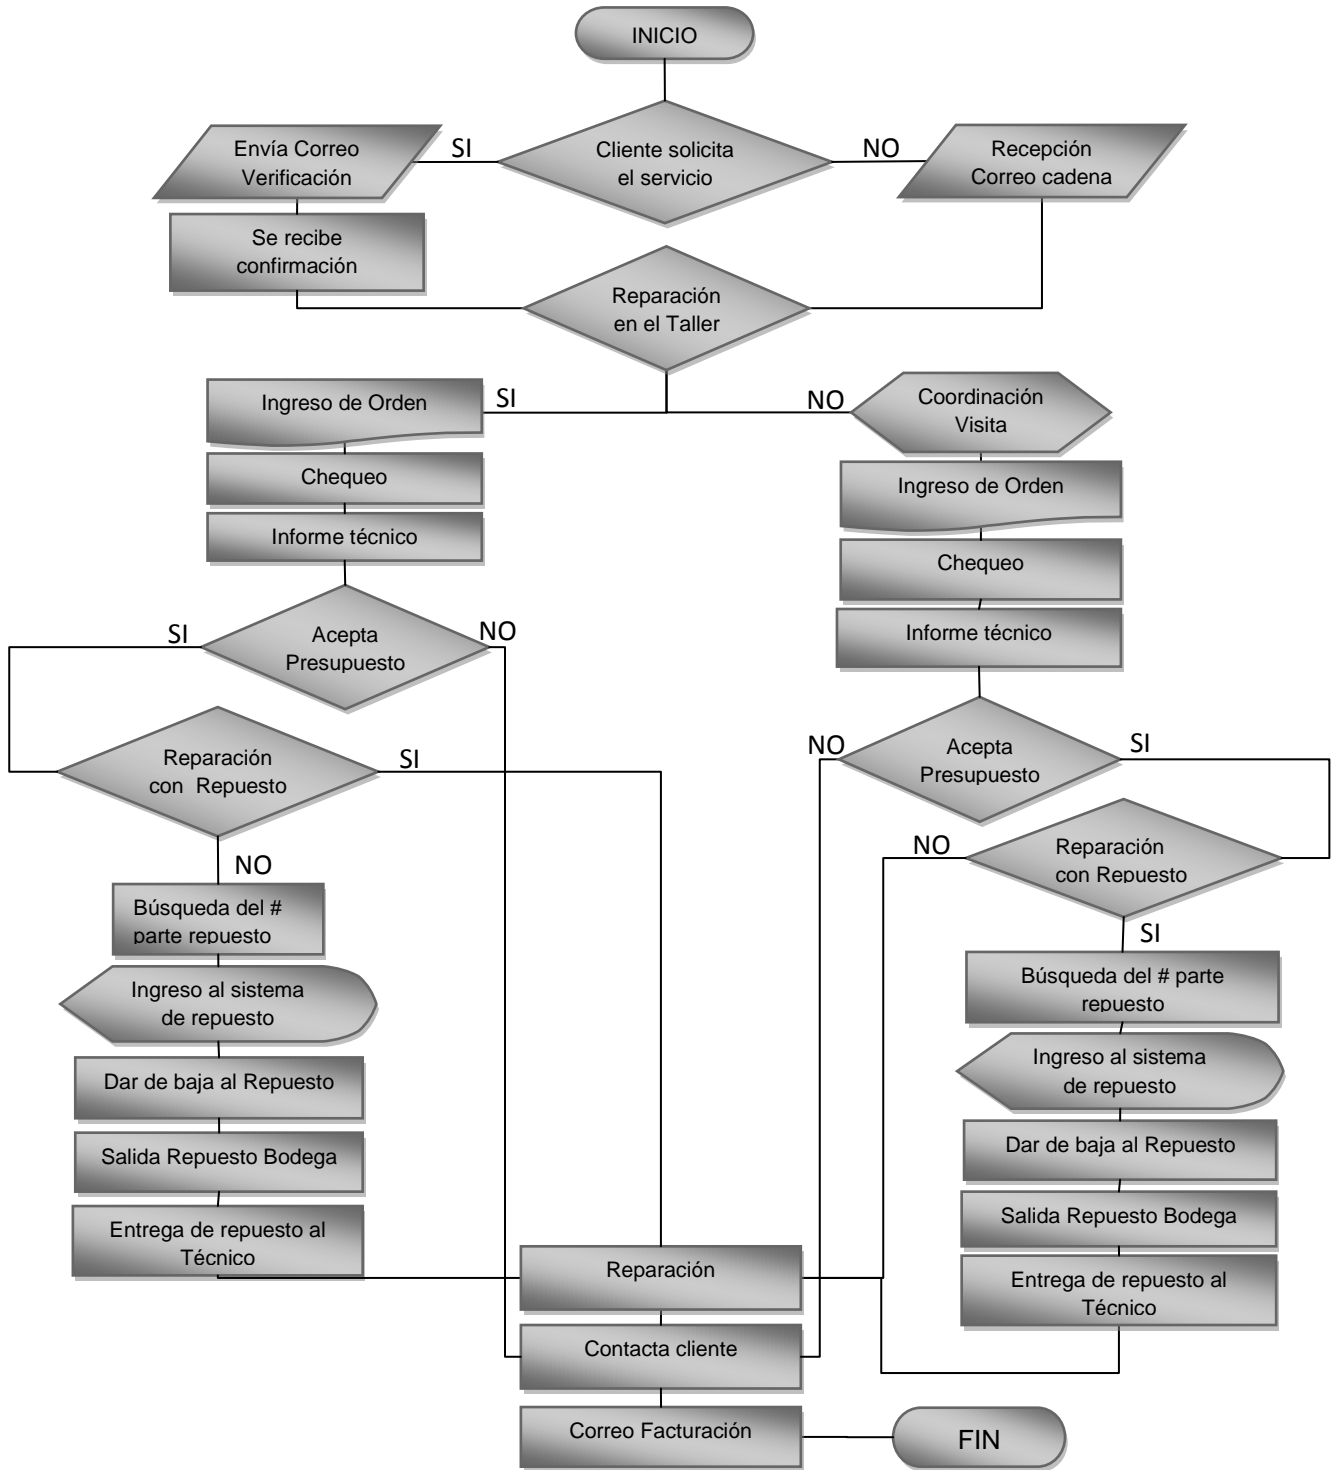 INICIO
SI
Cliente solicita
el servicio
NO
Envía Correo
Verificación
Recepción
Correo cadena
Se recibe
confirmación
Reparación
en el Taller
SI
NO
Ingreso de Orden
Chequeo
Informe técnico
Coordinación
Visita
Ingreso de Orden
Chequeo
Informe técnico
SI
Acepta
Presupuesto
NO
Reparación
con Repuesto
SI
NO
NO
Acepta
Presupuesto
SI
NO
Reparación
con Repuesto
SI
Búsqueda del #
parte repuesto
Ingreso al sistema
de repuesto
Dar de baja al Repuesto
Salida Repuesto Bodega
Entrega de repuesto al
Técnico
Búsqueda del # parte
repuesto
Ingreso al sistema
de repuesto
Dar de baja al Repuesto
Salida Repuesto Bodega
Entrega de repuesto al
Técnico
Reparación
Contacta cliente
Correo Facturación
FIN